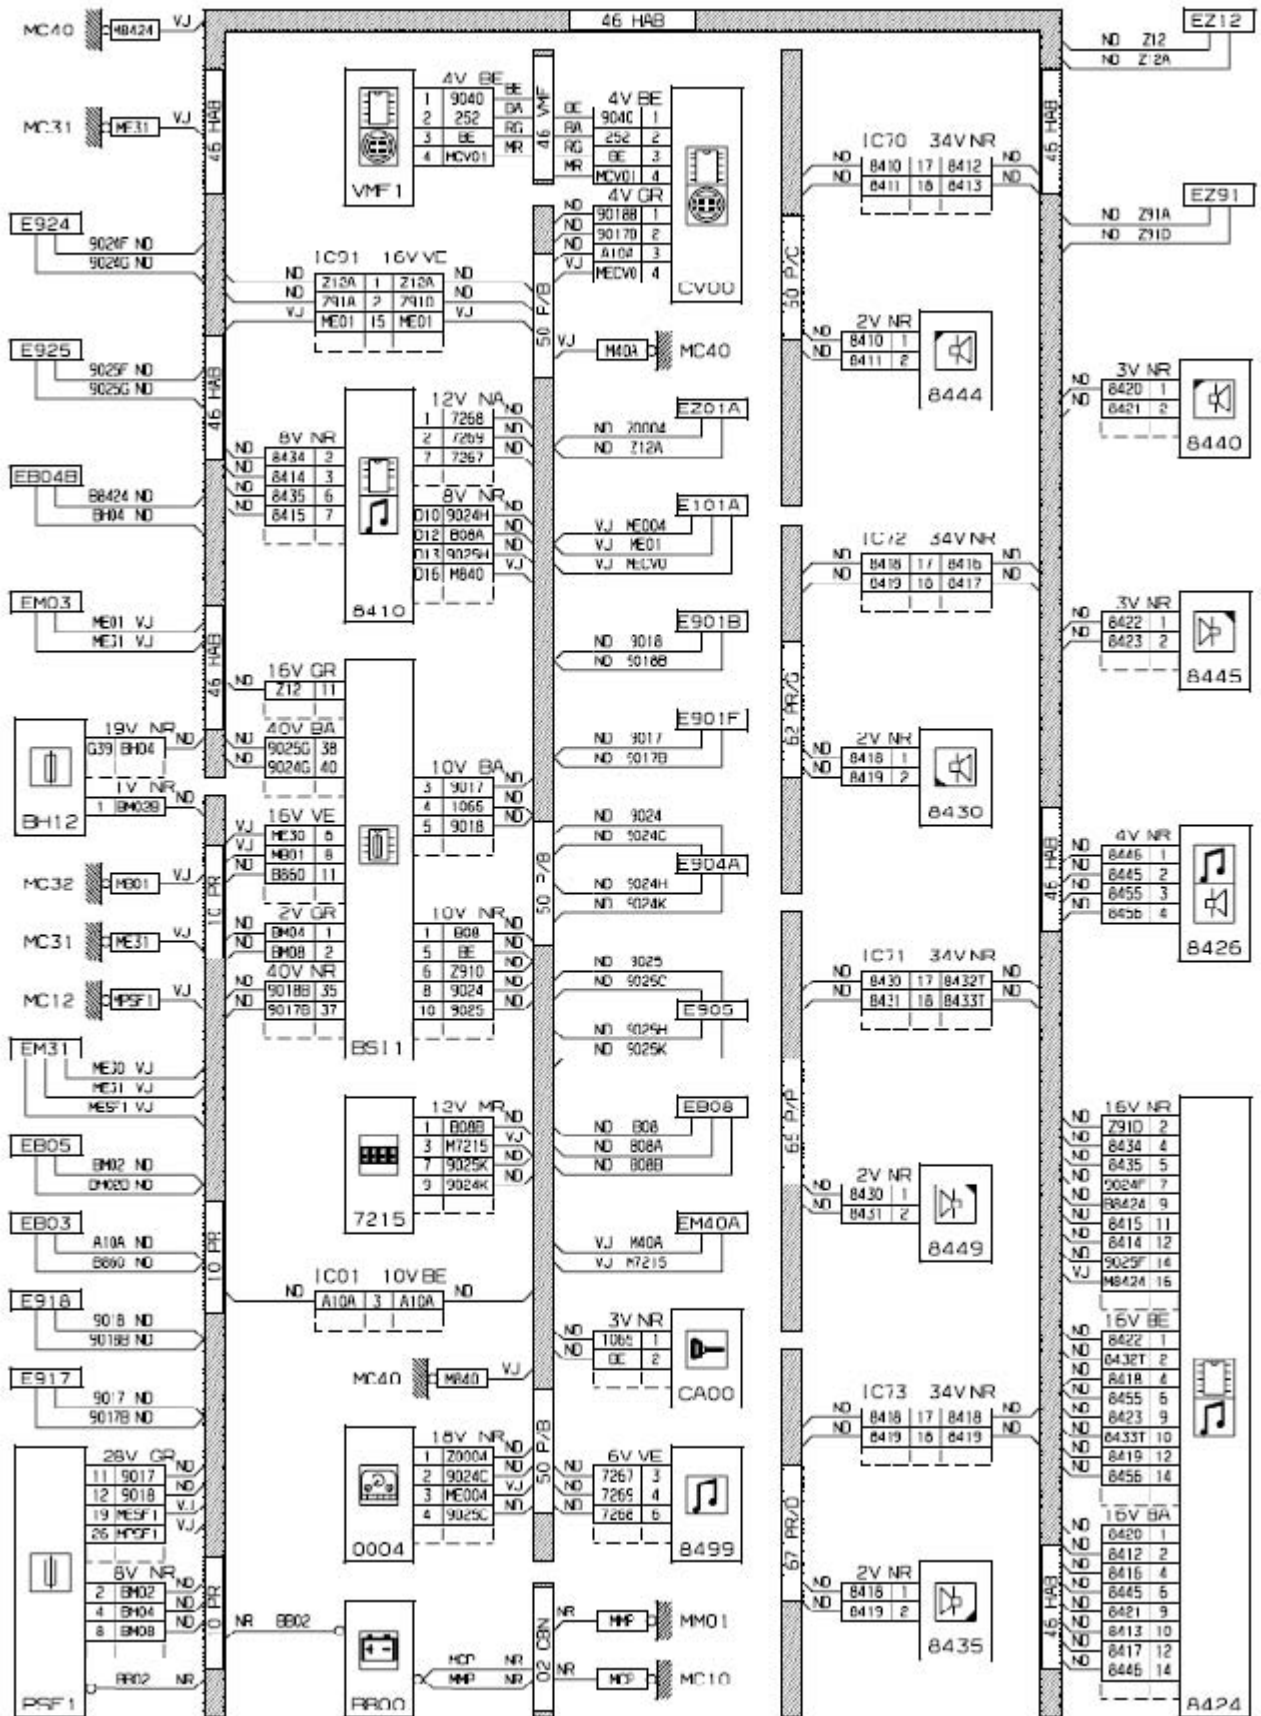 46 HAB
MC40 M8424 VJ
EZ12
ND Z12
ND Z12A
MC31 ME31 VJ
46 HAB
VMF1
4V BE
1 9040 BE
2 252 BA
3 BE RG
4 MCV01 MR
46 VMF
4V BE
BE 9040 1
BA 252 2
RG BE 3
MR MCV01 4
4V GR
ND 9018B 1
ND 9017B 2
ND A10A 3
VJ MECV0 4
CV00
IC70 34V NR
ND 8410 17 8412 ND
ND 8411 18 8413 ND
46 HAB
EZ91
ND Z91A
ND Z91D
E924
9024F ND
9024G ND
IC91 16V VE
ND Z12A 1 Z12A ND
ND Z91A 2 Z91D ND
VJ ME01 15 ME01 VJ
50 P/B
VJ M40A MC40
50 P/C
2V NR
ND 8410 1
ND 8411 2
8444
E925
9025F ND
9025G ND
46 HAB
8V NR
ND 8434 2
ND 8414 3
ND 8435 6
ND 8415 7
12V NA
1 7268 ND
2 7269 ND
7 7267 ND
8V NR
D10 9024H ND
D12 B08A ND
D13 9025H ND
D16 M840 VJ
8410
EZ01A
ND Z0004
ND Z12A
3V NR
ND 8420 1
ND 8421 2
8440
EB04B
B8424 ND
BH04 ND
E101A
VJ ME004
VJ ME01
VJ MECV0
IC72 34V NR
ND 8418 17 8416 ND
ND 8419 18 8417 ND
EM03
ME01 VJ
ME31 VJ
46 HAB
E901B
ND 9018
ND 9018B
3V NR
ND 8422 1
ND 8423 2
8445
16V GR
ND Z12 11
40V BA
ND 9025G 38
ND 9024G 40
19V NR
G39 BH04 ND
1V NR
1 BM02B ND
BH12
10V BA
3 9017 ND
4 1065 ND
5 9018 ND
E901F
ND 9017
ND 9017B
62 PR/G
2V NR
ND 8418 1
ND 8419 2
8430
16V VE
VJ ME30 6
VJ MB01 8
ND B860 11
10 PR
MC32 MB01 VJ
50 P/B
ND 9024
ND 9024C
E904A
ND 9024H
ND 9024K
46 HAB
4V NR
ND 8446 1
ND 8445 2
ND 8455 3
ND 8456 4
8426
MC31 ME31 VJ
2V GR
ND BM04 1
ND BM08 2
40V NR
ND 9018B 35
ND 9017B 37
10V NR
1 B08 ND
5 BE ND
6 Z91D ND
8 9024 ND
10 9025 ND
BSI1
ND 9025
ND 9025C
E905
ND 9025H
ND 9025K
IC71 34V NR
ND 8430 17 8432T ND
ND 8431 18 8433T ND
MC12 MPSF1 VJ
EM31
ME30 VJ
ME31 VJ
MESF1 VJ
12V MR
1 B08B ND
3 M7215 VJ
7 9025K ND
9 9024K ND
7215
EB08
ND B08
ND B08A
ND B08B
65 P/P
2V NR
ND 8430 1
ND 8431 2
8449
EB05
BM02 ND
BM02B ND
EB03
A10A ND
B860 ND
10 PR
EM40A
VJ M40A
VJ M7215
IC01 10V BE
ND A10A 3 A10A ND
E918
9018 ND
9018B ND
3V NR
ND 1065 1
ND BE 2
CA00
MC40 M840 VJ
E917
9017 ND
9017B ND
IC73 34V NR
ND 8418 17 8418 ND
ND 8419 18 8419 ND
28V GR
11 9017 ND
12 9018 ND
19 MESF1 VJ
26 MPSF1 VJ
8V NR
2 BM02 ND
4 BM04 ND
8 BM08 ND
BB02 NR
PSF1
18V NR
1 Z0004 ND
2 9024C ND
3 ME004 VJ
4 9025C ND
0004
50 P/B
6V VE
ND 7267 3
ND 7269 4
ND 7268 6
8499
67 PR/D
2V NR
ND 8418 1
ND 8419 2
8435
10 PR
NR BB02
BB00
MCP NR
MMP NR
02 CBN
NR MMP MM01
NR MCP MC10
16V NR
ND Z91D 2
ND 8434 4
ND 8435 5
ND 9024F 7
ND B8424 9
ND 8415 11
ND 8414 12
ND 9025F 14
VJ M8424 16
16V BE
ND 8422 1
ND 8432T 2
ND 8418 4
ND 8455 6
ND 8423 9
ND 8433T 10
ND 8419 12
ND 8456 14
16V BA
ND 8420 1
ND 8412 2
ND 8416 4
ND 8445 6
ND 8421 9
ND 8413 10
ND 8417 12
ND 8446 14
46 HAB
8424